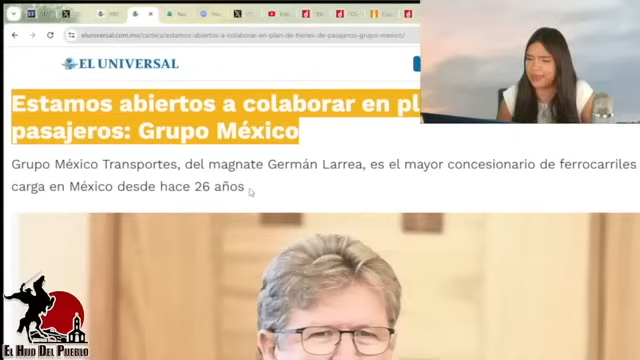 eluniversal.com.mx/cartera/estamos-abiertos-a-colaborar-en-plan-de-trenes-de-pasajeros-grupo-mexico/
EL UNIVERSAL
Estamos abiertos a colaborar en pl
pasajeros: Grupo México
Grupo México Transportes, del magnate Germán Larrea, es el mayor concesionario de ferrocarriles
carga en México desde hace 26 años
EL HIJO DEL PUEBLO